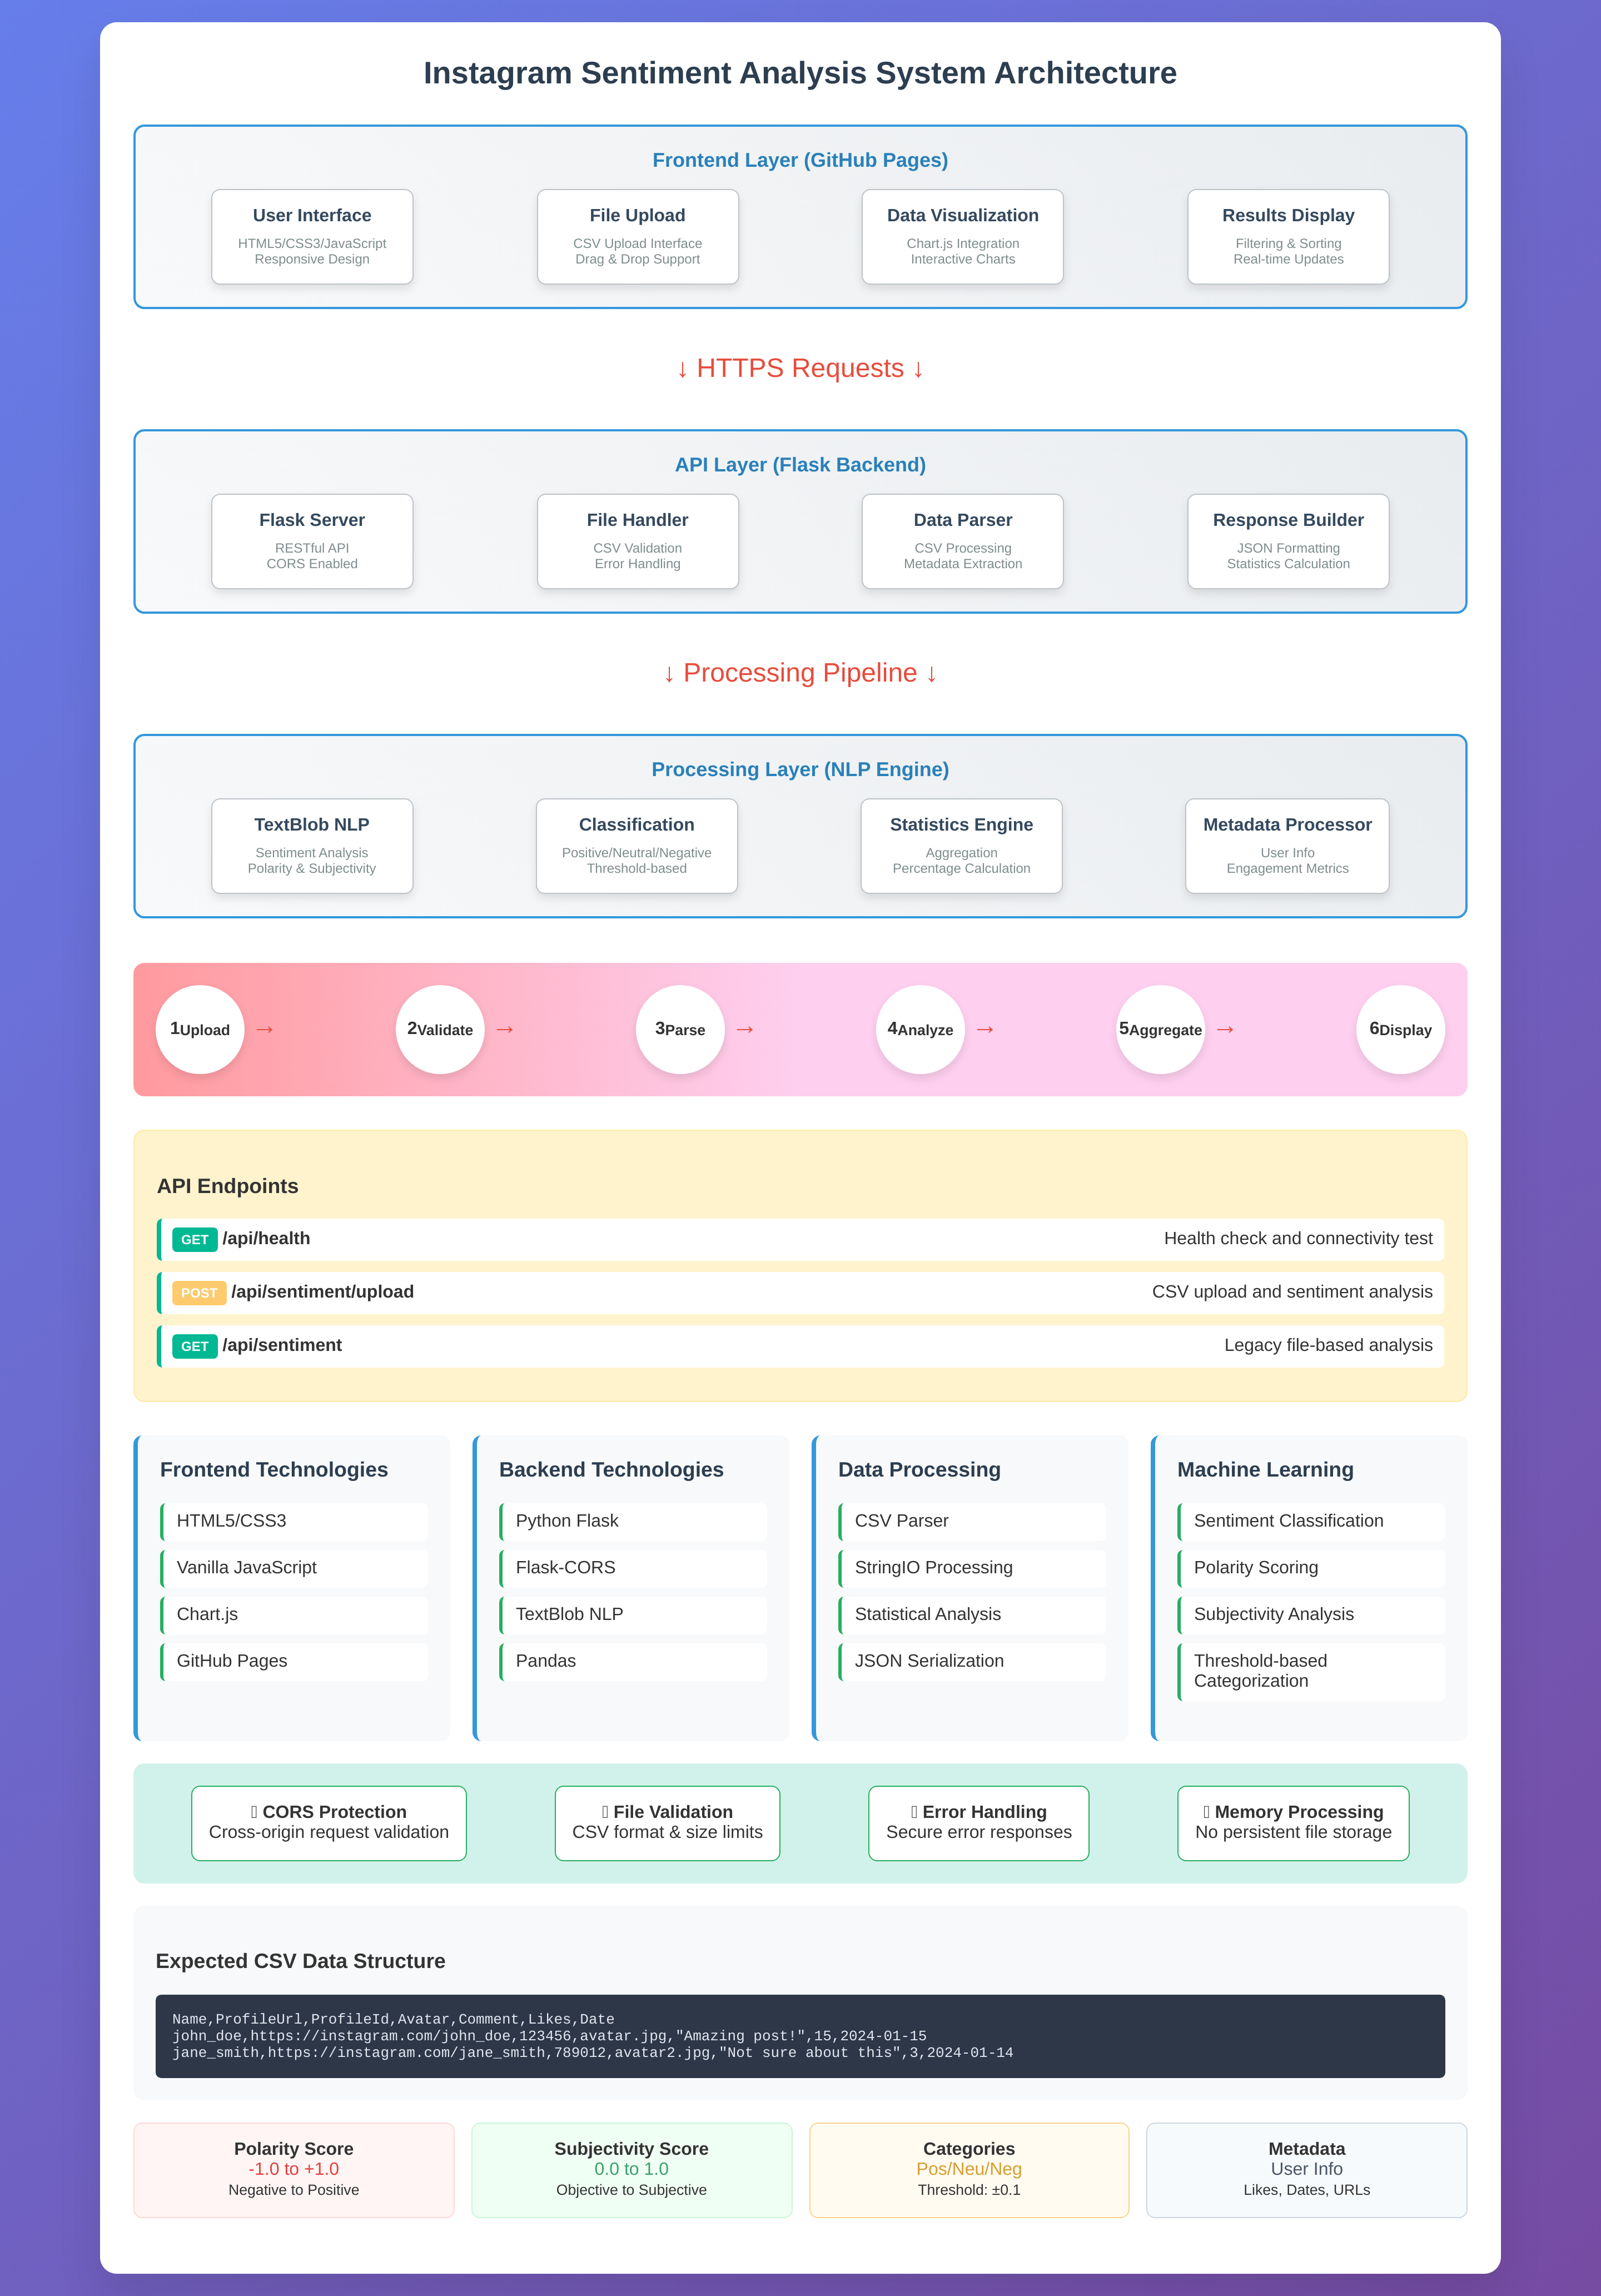 Instagram Sentiment Analysis System Architecture
Frontend Layer (GitHub Pages)
User Interface
HTML5/CSS3/JavaScript
Responsive Design
File Upload
CSV Upload Interface
Drag & Drop Support
Data Visualization
Chart.js Integration
Interactive Charts
Results Display
Filtering & Sorting
Real-time Updates
↓ HTTPS Requests ↓
API Layer (Flask Backend)
Flask Server
RESTful API
CORS Enabled
File Handler
CSV Validation
Error Handling
Data Parser
CSV Processing
Metadata Extraction
Response Builder
JSON Formatting
Statistics Calculation
↓ Processing Pipeline ↓
Processing Layer (NLP Engine)
TextBlob NLP
Sentiment Analysis
Polarity & Subjectivity
Classification
Positive/Neutral/Negative
Threshold-based
Statistics Engine
Aggregation
Percentage Calculation
Metadata Processor
User Info
Engagement Metrics
1Upload →
2Validate →
3Parse →
4Analyze →
5Aggregate →
6Display
API Endpoints
GET /api/health Health check and connectivity test
POST /api/sentiment/upload CSV upload and sentiment analysis
GET /api/sentiment Legacy file-based analysis
Frontend Technologies
HTML5/CSS3
Vanilla JavaScript
Chart.js
GitHub Pages
Backend Technologies
Python Flask
Flask-CORS
TextBlob NLP
Pandas
Data Processing
CSV Parser
StringIO Processing
Statistical Analysis
JSON Serialization
Machine Learning
Sentiment Classification
Polarity Scoring
Subjectivity Analysis
Threshold-based
Categorization
CORS Protection
Cross-origin request validation
File Validation
CSV format & size limits
Error Handling
Secure error responses
Memory Processing
No persistent file storage
Expected CSV Data Structure
Name,ProfileUrl,ProfileId,Avatar,Comment,Likes,Date
john_doe,https://instagram.com/john_doe,123456,avatar.jpg,"Amazing post!",15,2024-01-15
jane_smith,https://instagram.com/jane_smith,789012,avatar2.jpg,"Not sure about this",3,2024-01-14
Polarity Score
-1.0 to +1.0
Negative to Positive
Subjectivity Score
0.0 to 1.0
Objective to Subjective
Categories
Pos/Neu/Neg
Threshold: ±0.1
Metadata
User Info
Likes, Dates, URLs